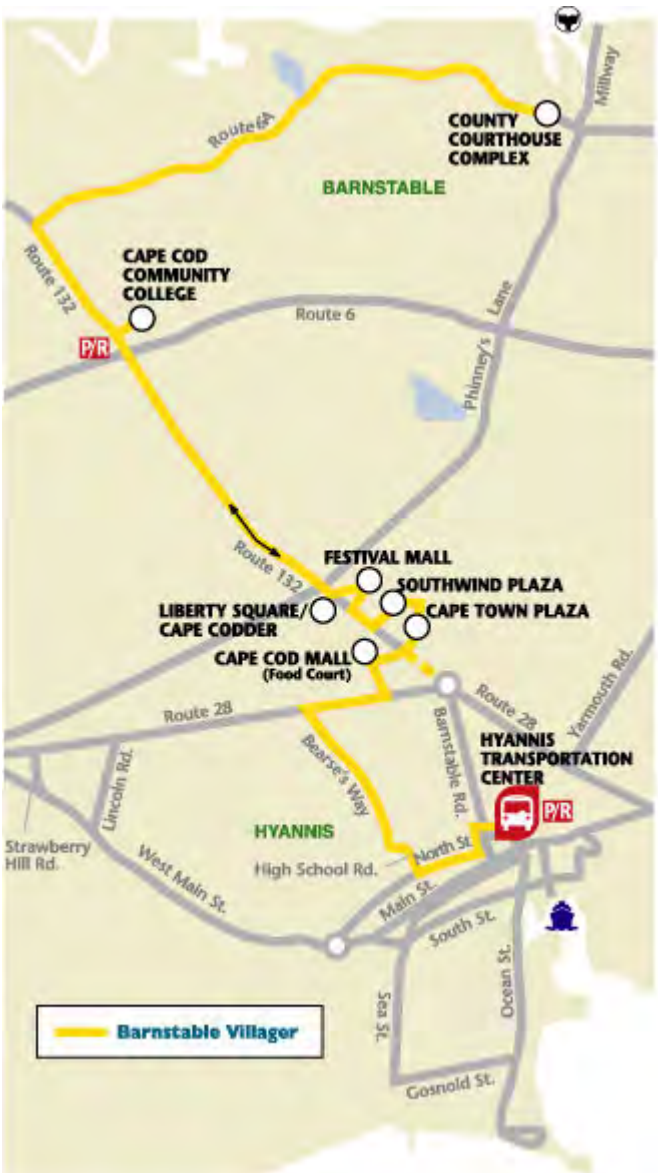 Millway
COUNTY
COURTHOUSE
COMPLEX
Route 6A
BARNSTABLE
Route 132
CAPE COD
COMMUNITY
COLLEGE
P/R
Route 6
Phinney's Lane
Route 132
FESTIVAL MALL
SOUTHWIND PLAZA
LIBERTY SQUARE/
CAPE CODDER
CAPE TOWN PLAZA
CAPE COD MALL
(Food Court)
Route 28
Route 28
Yarmouth Rd.
Barnstable Rd.
HYANNIS
TRANSPORTATION
CENTER
P/R
Bearse's Way
Lincoln Rd.
HYANNIS
Strawberry
Hill Rd.
High School Rd.
North St
West Main St.
Main St.
South St.
Sea St.
Ocean St.
Gosnold St.
Barnstable Villager